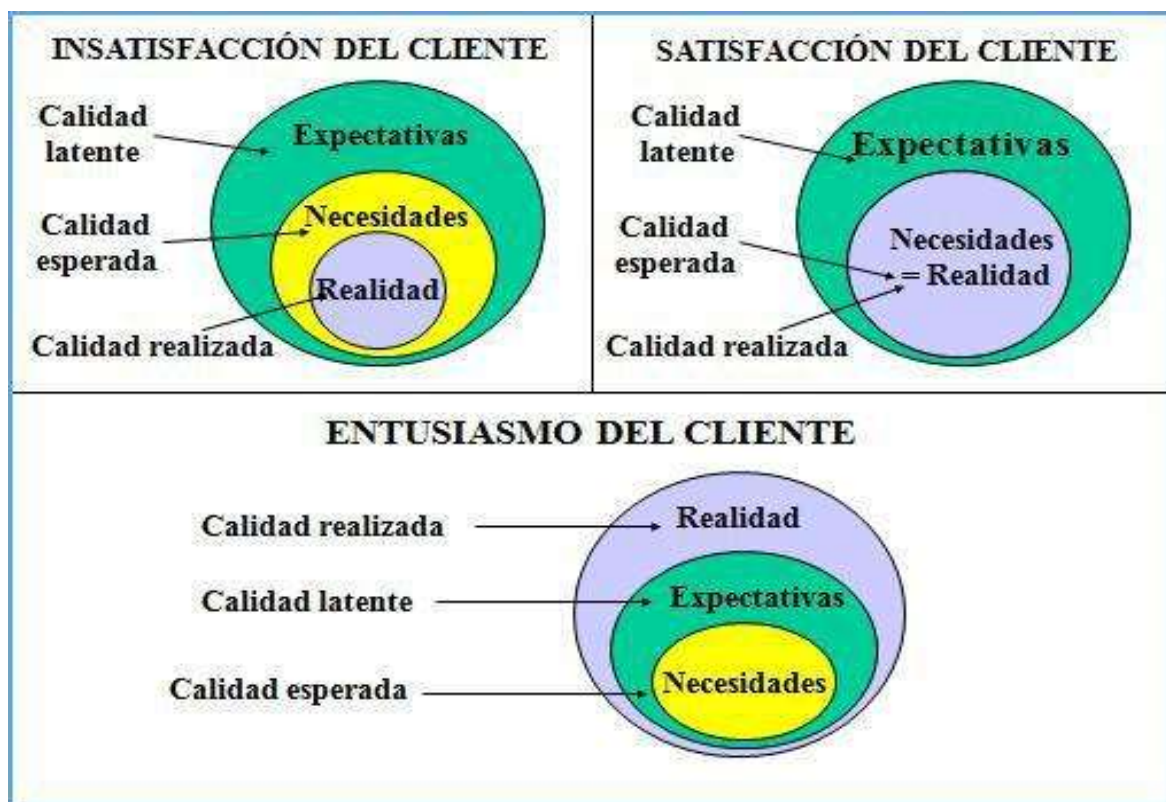 INSATISFACCIÓN DEL CLIENTE
Calidad
latente
Expectativas
Calidad
esperada
Necesidades
Realidad
Calidad realizada
SATISFACCIÓN DEL CLIENTE
Calidad
latente
Expectativas
Calidad
esperada
Necesidades
= Realidad
Calidad realizada
ENTUSIASMO DEL CLIENTE
Calidad realizada
Realidad
Calidad latente
Expectativas
Calidad esperada
Necesidades